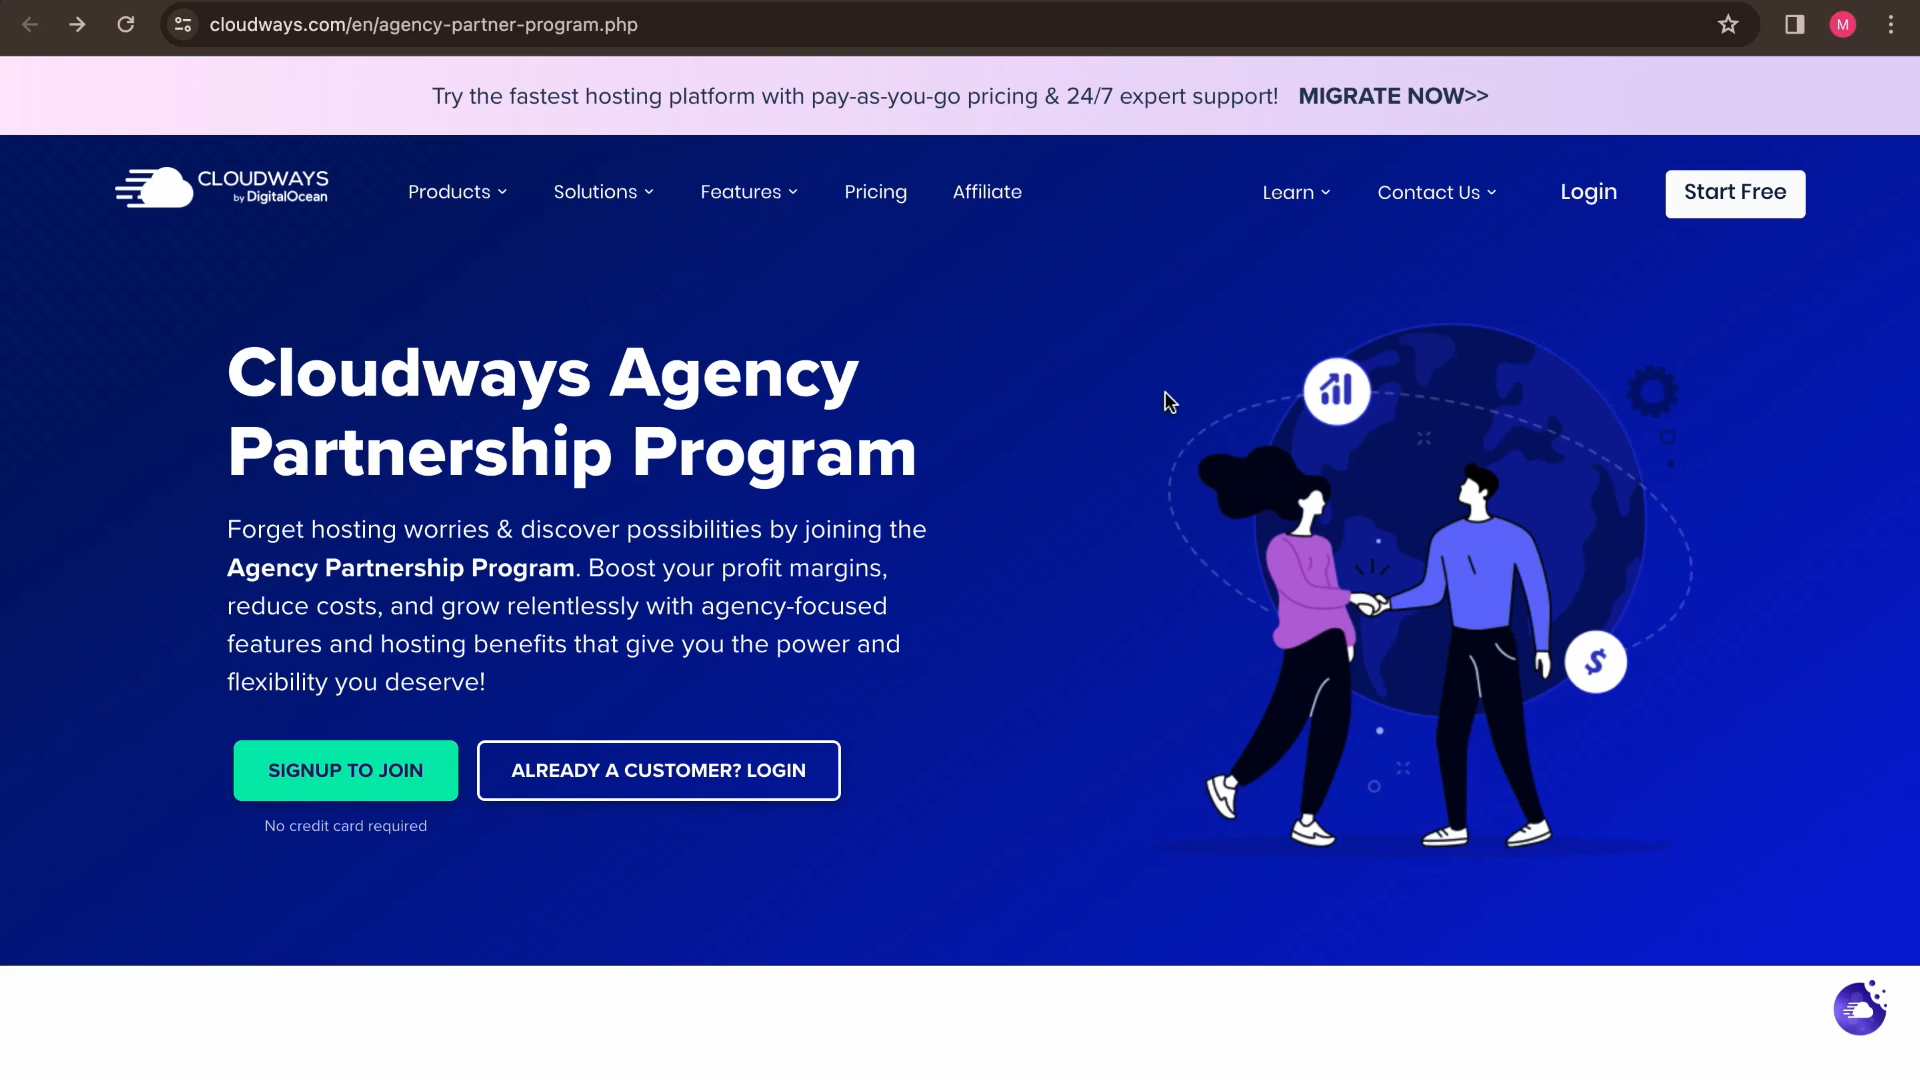 cloudways.com/en/agency-partner-program.php
M
Try the fastest hosting platform with pay-as-you-go pricing & 24/7 expert support! MIGRATE NOW>>
CLOUDWAYS
by DigitalOcean
Products
Solutions
Features
Pricing
Affiliate
Learn
Contact Us
Login
Start Free
Cloudways Agency
Partnership Program
Forget hosting worries & discover possibilities by joining the
Agency Partnership Program. Boost your profit margins,
reduce costs, and grow relentlessly with agency-focused
features and hosting benefits that give you the power and
flexibility you deserve!
$
SIGNUP TO JOIN
ALREADY A CUSTOMER? LOGIN
No credit card required